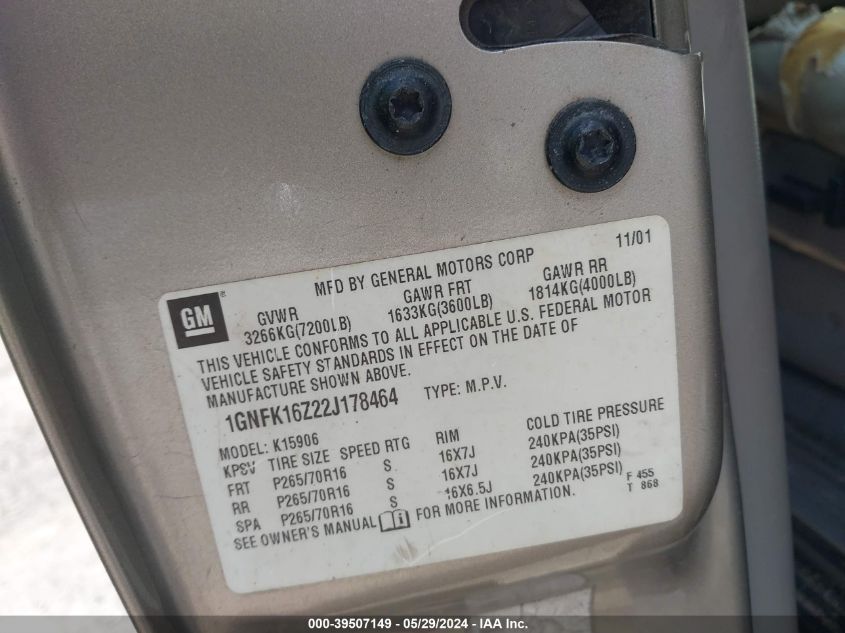 11/01
MFD BY GENERAL MOTORS CORP
GM®
GVWR GAWR FRT GAWR RR
3266KG(7200LB) 1633KG(3600LB) 1814KG(4000LB)
THIS VEHICLE CONFORMS TO ALL APPLICABLE U.S. FEDERAL MOTOR
VEHICLE SAFETY STANDARDS IN EFFECT ON THE DATE OF
MANUFACTURE SHOWN ABOVE.
1GNFK16Z22J178464 TYPE: M.P.V.
MODEL: K15906
KPSV TIRE SIZE SPEED RTG RIM COLD TIRE PRESSURE
FRT P265/70R16 S 16X7J 240KPA(35PSI)
RR P265/70R16 S 16X7J 240KPA(35PSI)
SPA P265/70R16 S 16X6.5J 240KPA(35PSI)
SEE OWNER'S MANUAL FOR MORE INFORMATION.
F 455
T 868
000-39507149 - 05/29/2024 - IAA Inc.